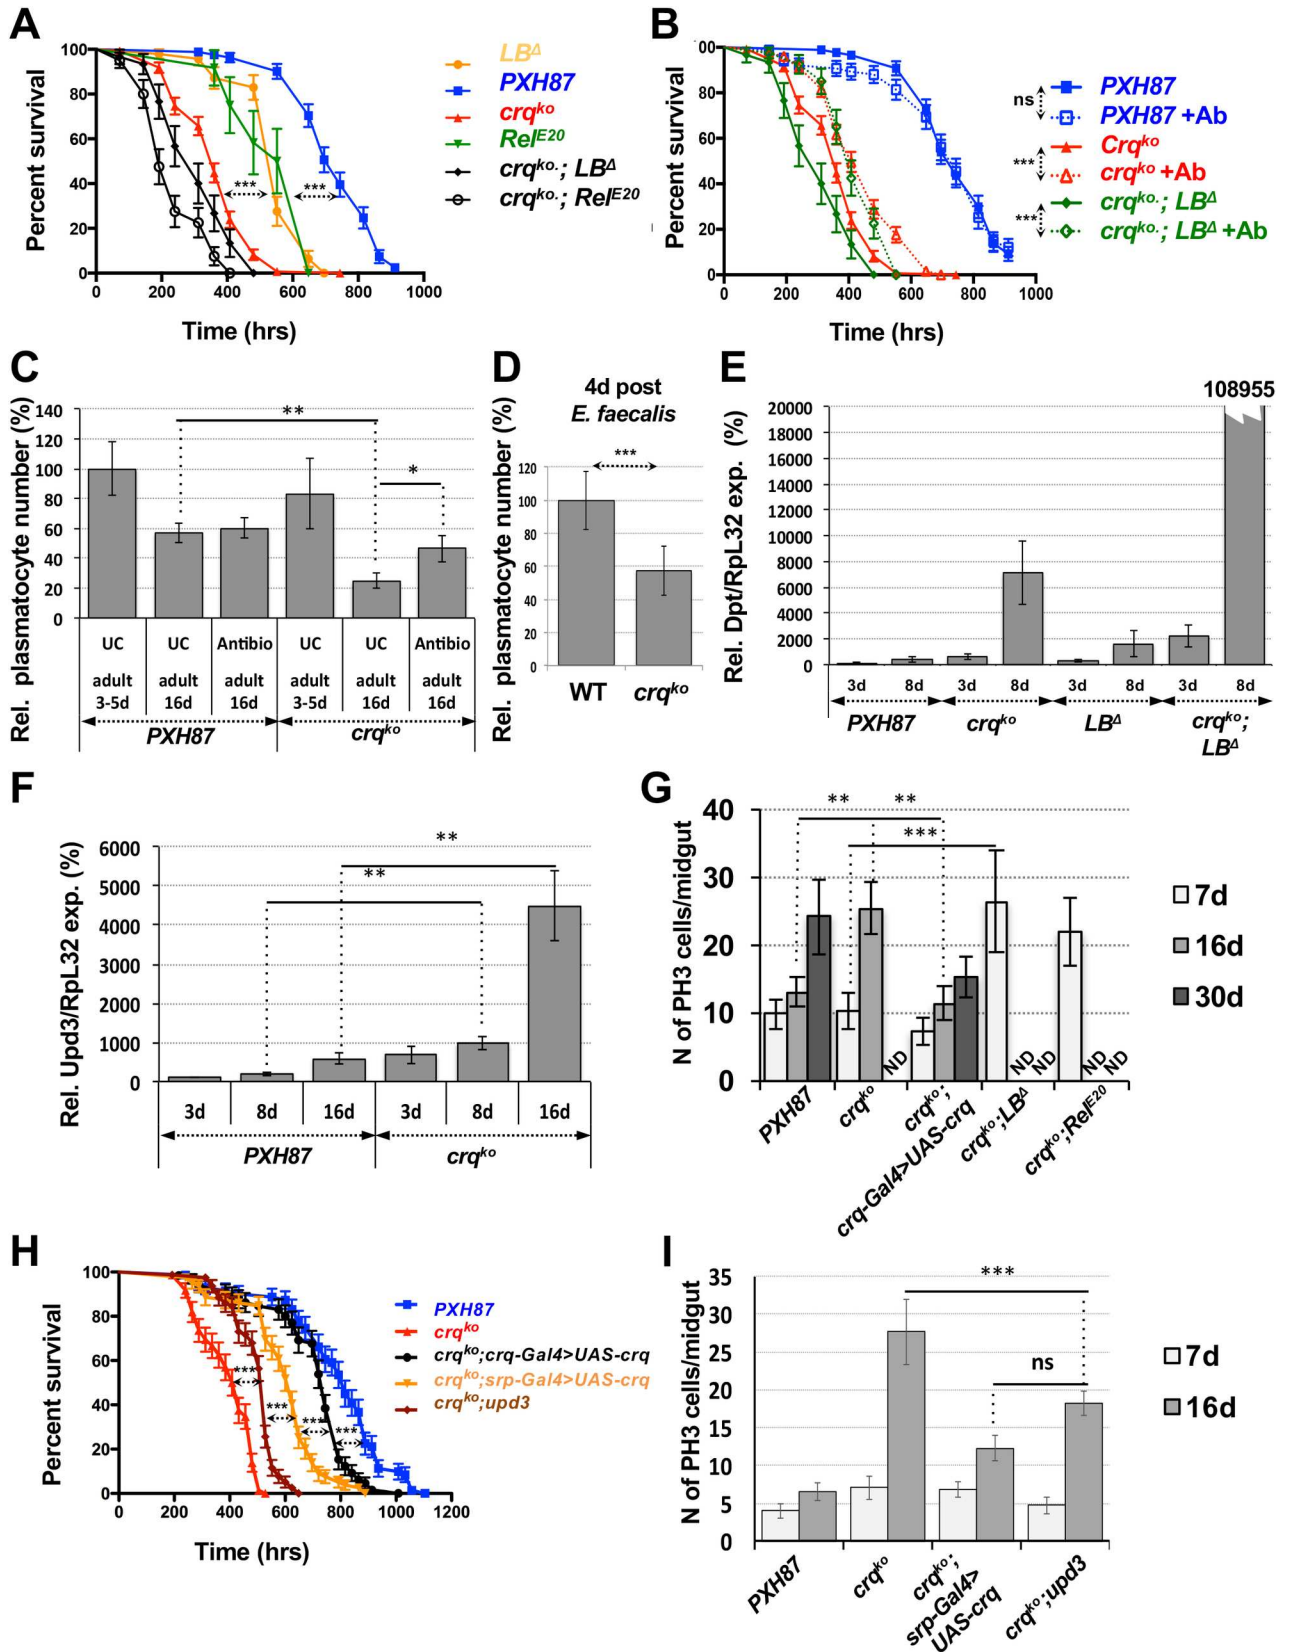 A
Percent survival
100
80
60
40
20
0
0 200 400 600 800 1000
Time (hrs)
*** ***
LBΔ
PXH87
crqko
RelE20
crqko.; LBΔ
crqko.; RelE20
B
Percent survival
00
80
60
40
20
0
0 200 400 600 800 1000
Time (hrs)
ns
***
***
PXH87
PXH87 +Ab
Crqko
crqko +Ab
crqko.; LBΔ
crqko.; LBΔ +Ab
C
Rel. plasmatocyte number (%)
140
120
100
80
60
40
20
0
**
*
UC UC Antibio UC UC Antibio
adult adult adult adult adult adult
3-5d 16d 16d 3-5d 16d 16d
PXH87 crqko
D
4d post
E. faecalis
Rel. plasmatocyte number (%)
***
120
100
80
60
40
20
0
WT crqko
E
108955
Rel. Dpt/RpL32 exp. (%)
20000
18000
16000
14000
12000
10000
8000
6000
4000
2000
0
3d 8d 3d 8d 3d 8d 3d 8d
PXH87 crqko LBΔ crqko;
LBΔ
F
Rel. Upd3/RpL32 exp. (%)
6000
5000
4000
3000
2000
1000
0
**
**
3d 8d 16d 3d 8d 16d
PXH87 crqko
G
N of PH3 cells/midgut
40
30
20
10
0
** **
***
ND ND ND ND ND
PXH87
crqko
crqko;
crq-Gal4>UAS-crq
crqko;LBΔ
crqko;RelE20
7d
16d
30d
H
Percent survival
100
80
60
40
20
0
0 200 400 600 800 1000 1200
Time (hrs)
***
***
***
***
PXH87
crqko
crqko;crq-Gal4>UAS-crq
crqko;srp-Gal4>UAS-crq
crqko;upd3
I
N of PH3 cells/midgut
35
30
25
20
15
10
5
0
***
ns
PXH87
crqko
crqko;
srp-Gal4>
UAS-crq
crqko;upd3
7d
16d